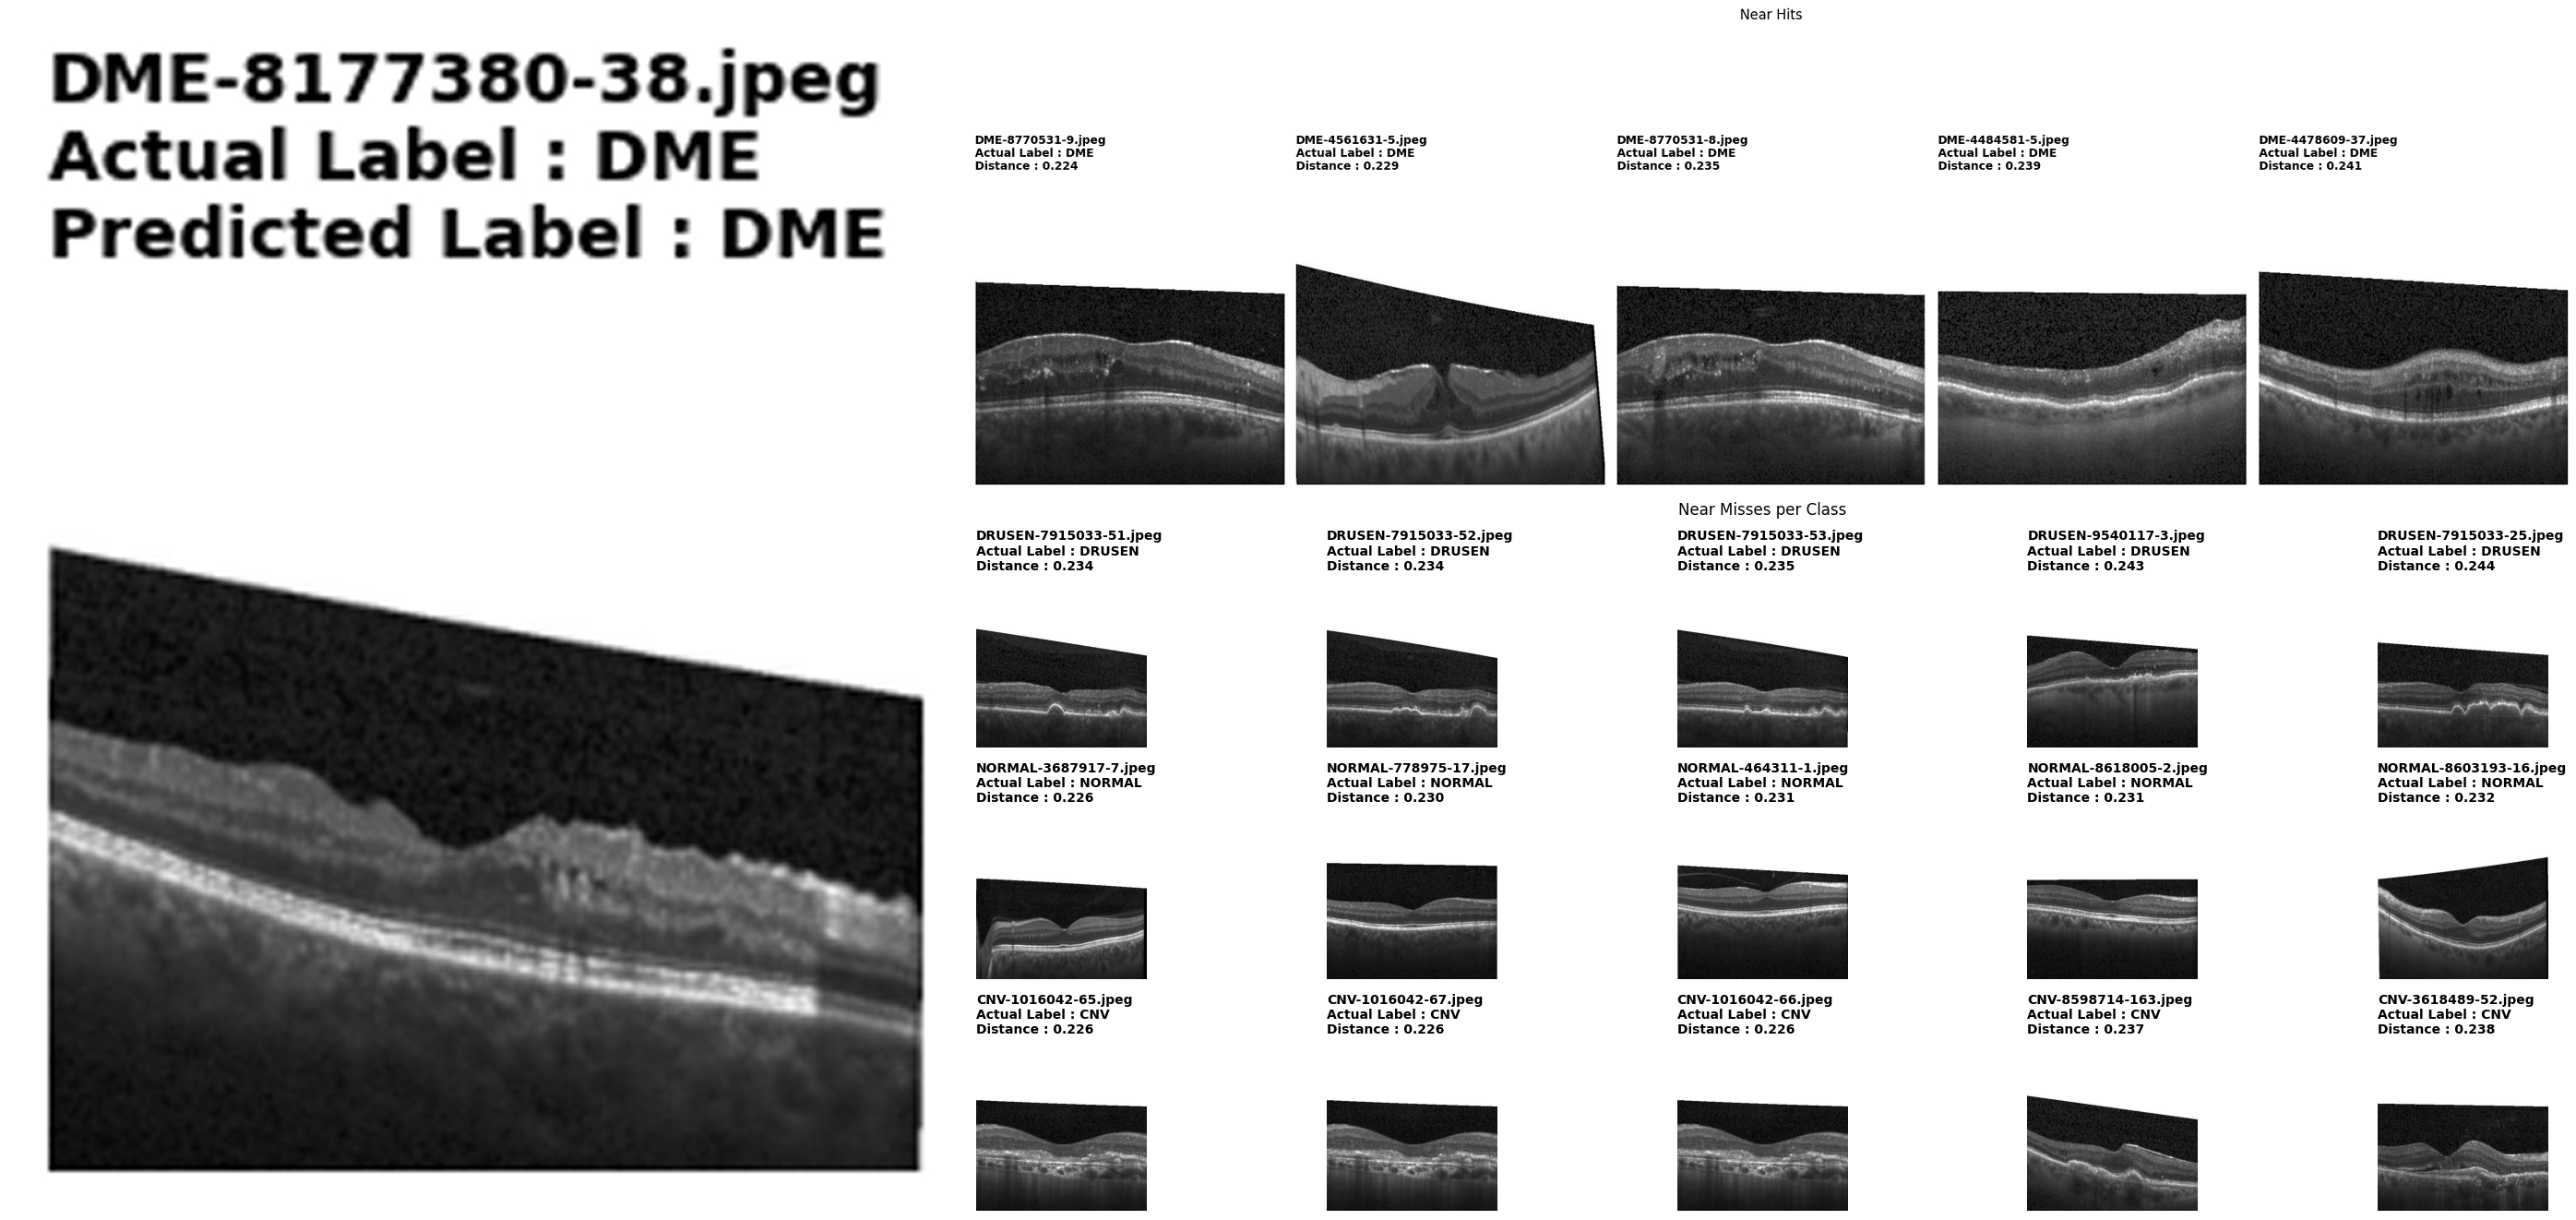 DME-8177380-38.jpeg
Actual Label : DME
Predicted Label : DME
Near Hits
DME-8770531-9.jpeg
Actual Label : DME
Distance : 0.224
DME-4561631-5.jpeg
Actual Label : DME
Distance : 0.229
DME-8770531-8.jpeg
Actual Label : DME
Distance : 0.235
DME-4484581-5.jpeg
Actual Label : DME
Distance : 0.239
DME-4478609-37.jpeg
Actual Label : DME
Distance : 0.241
Near Misses per Class
DRUSEN-7915033-51.jpeg
Actual Label : DRUSEN
Distance : 0.234
DRUSEN-7915033-52.jpeg
Actual Label : DRUSEN
Distance : 0.234
DRUSEN-7915033-53.jpeg
Actual Label : DRUSEN
Distance : 0.235
DRUSEN-9540117-3.jpeg
Actual Label : DRUSEN
Distance : 0.243
DRUSEN-7915033-25.jpeg
Actual Label : DRUSEN
Distance : 0.244
NORMAL-3687917-7.jpeg
Actual Label : NORMAL
Distance : 0.226
NORMAL-778975-17.jpeg
Actual Label : NORMAL
Distance : 0.230
NORMAL-464311-1.jpeg
Actual Label : NORMAL
Distance : 0.231
NORMAL-8618005-2.jpeg
Actual Label : NORMAL
Distance : 0.231
NORMAL-8603193-16.jpeg
Actual Label : NORMAL
Distance : 0.232
CNV-1016042-65.jpeg
Actual Label : CNV
Distance : 0.226
CNV-1016042-67.jpeg
Actual Label : CNV
Distance : 0.226
CNV-1016042-66.jpeg
Actual Label : CNV
Distance : 0.226
CNV-8598714-163.jpeg
Actual Label : CNV
Distance : 0.237
CNV-3618489-52.jpeg
Actual Label : CNV
Distance : 0.238